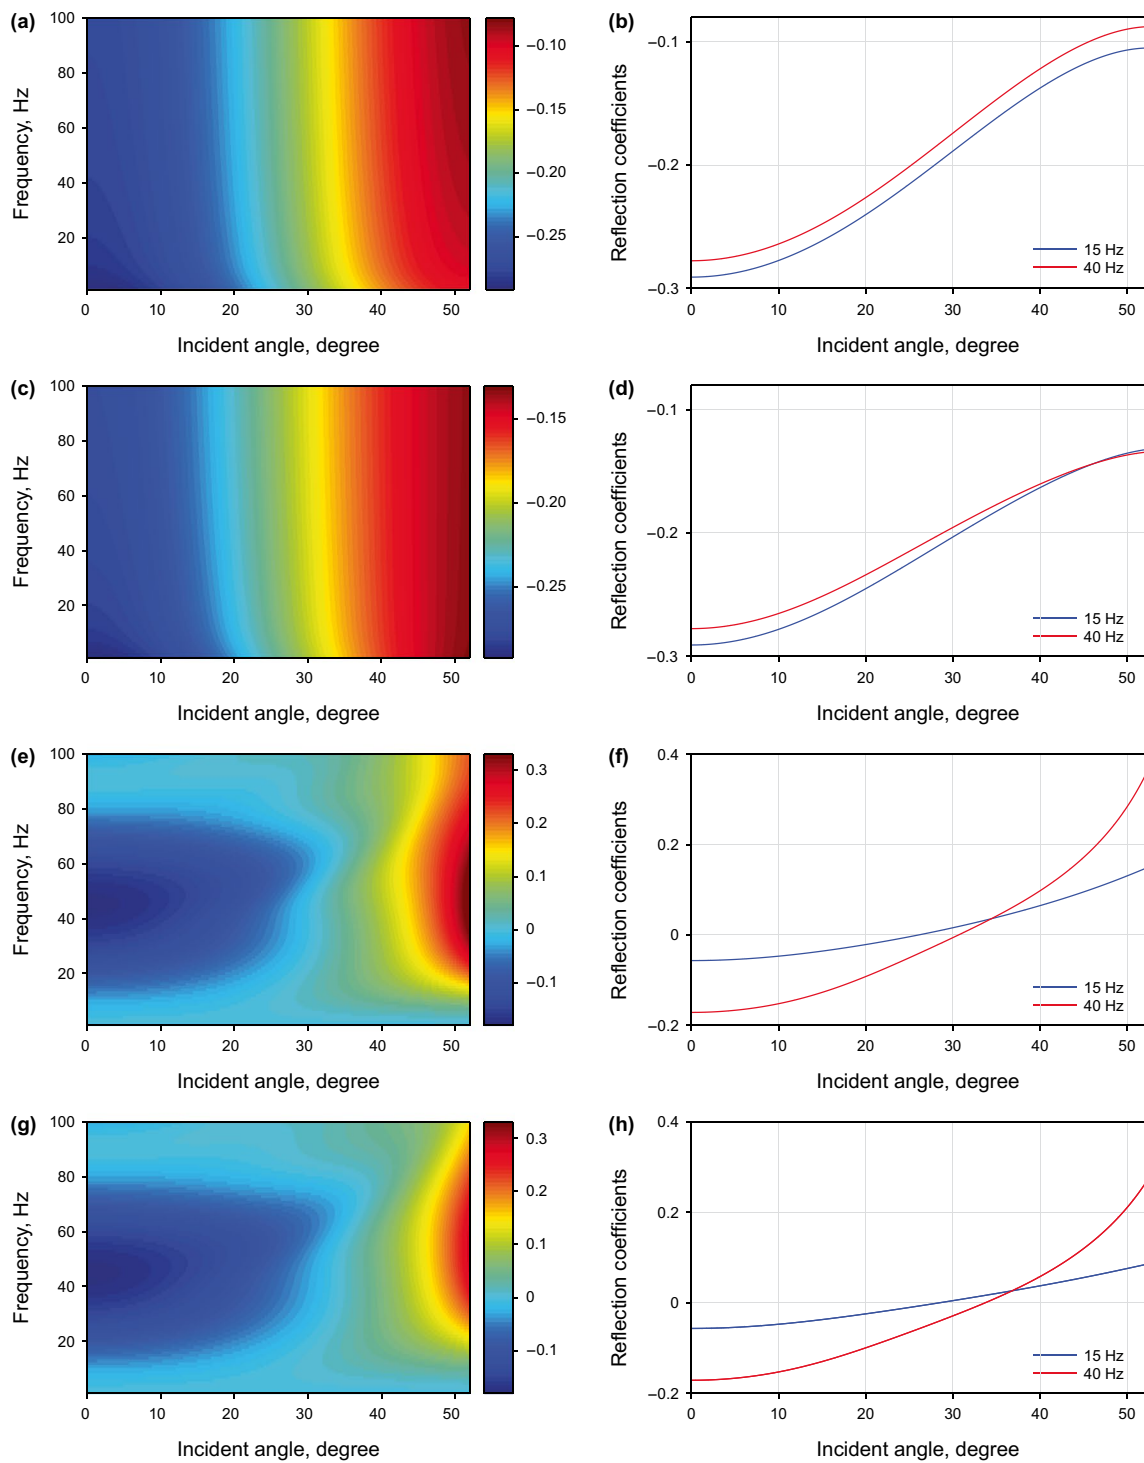 (a)
100
80
60
40
20
0 10 20 30 40 50
Frequency, Hz
Incident angle, degree
−0.10
−0.15
−0.20
−0.25
(b)
−0.1
−0.2
−0.3
0 10 20 30 40 50
Reflection coefficients
Incident angle, degree
15 Hz
40 Hz
(c)
100
80
60
40
20
0 10 20 30 40 50
Frequency, Hz
Incident angle, degree
−0.15
−0.20
−0.25
(d)
−0.1
−0.2
−0.3
0 10 20 30 40 50
Reflection coefficients
Incident angle, degree
15 Hz
40 Hz
(e)
100
80
60
40
20
0 10 20 30 40 50
Frequency, Hz
Incident angle, degree
0.3
0.2
0.1
0
−0.1
(f)
0.4
0.2
0
−0.2
0 10 20 30 40 50
Reflection coefficients
Incident angle, degree
15 Hz
40 Hz
(g)
100
80
60
40
20
0 10 20 30 40 50
Frequency, Hz
Incident angle, degree
0.3
0.2
0.1
0
−0.1
(h)
0.4
0.2
0
−0.2
0 10 20 30 40 50
Reflection coefficients
Incident angle, degree
15 Hz
40 Hz